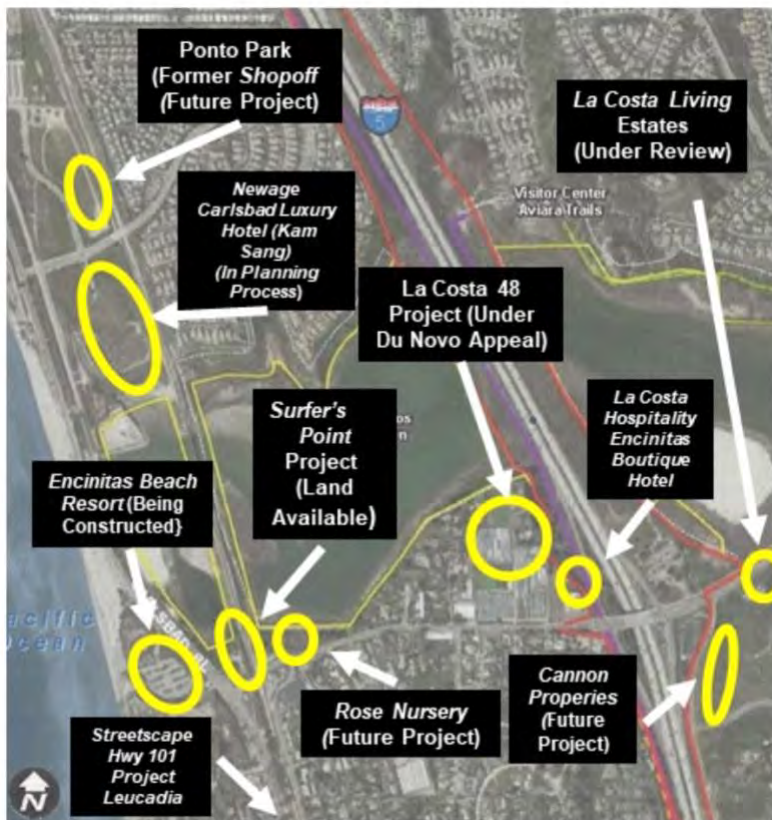 Ponto Park
(Former Shopoff
(Future Project)
La Costa Living
Estates
(Under Review)
5
Newage
Carlsbad Luxury
Hotel (Kam
Sang)
(In Planning
Process)
Visitor Center
Aviara Trails
La Costa 48
Project (Under
Du Novo Appeal)
Surfer's
Point
Project
(Land
Available)
La Costa
Hospitality
Encinitas
Boutique
Hotel
Encinitas Beach
Resort (Being
Constructed}
Ocean
Rose Nursery
(Future Project)
Cannon
Properies
(Future
Project)
Streetscape
Hwy 101
Project
Leucadia
N